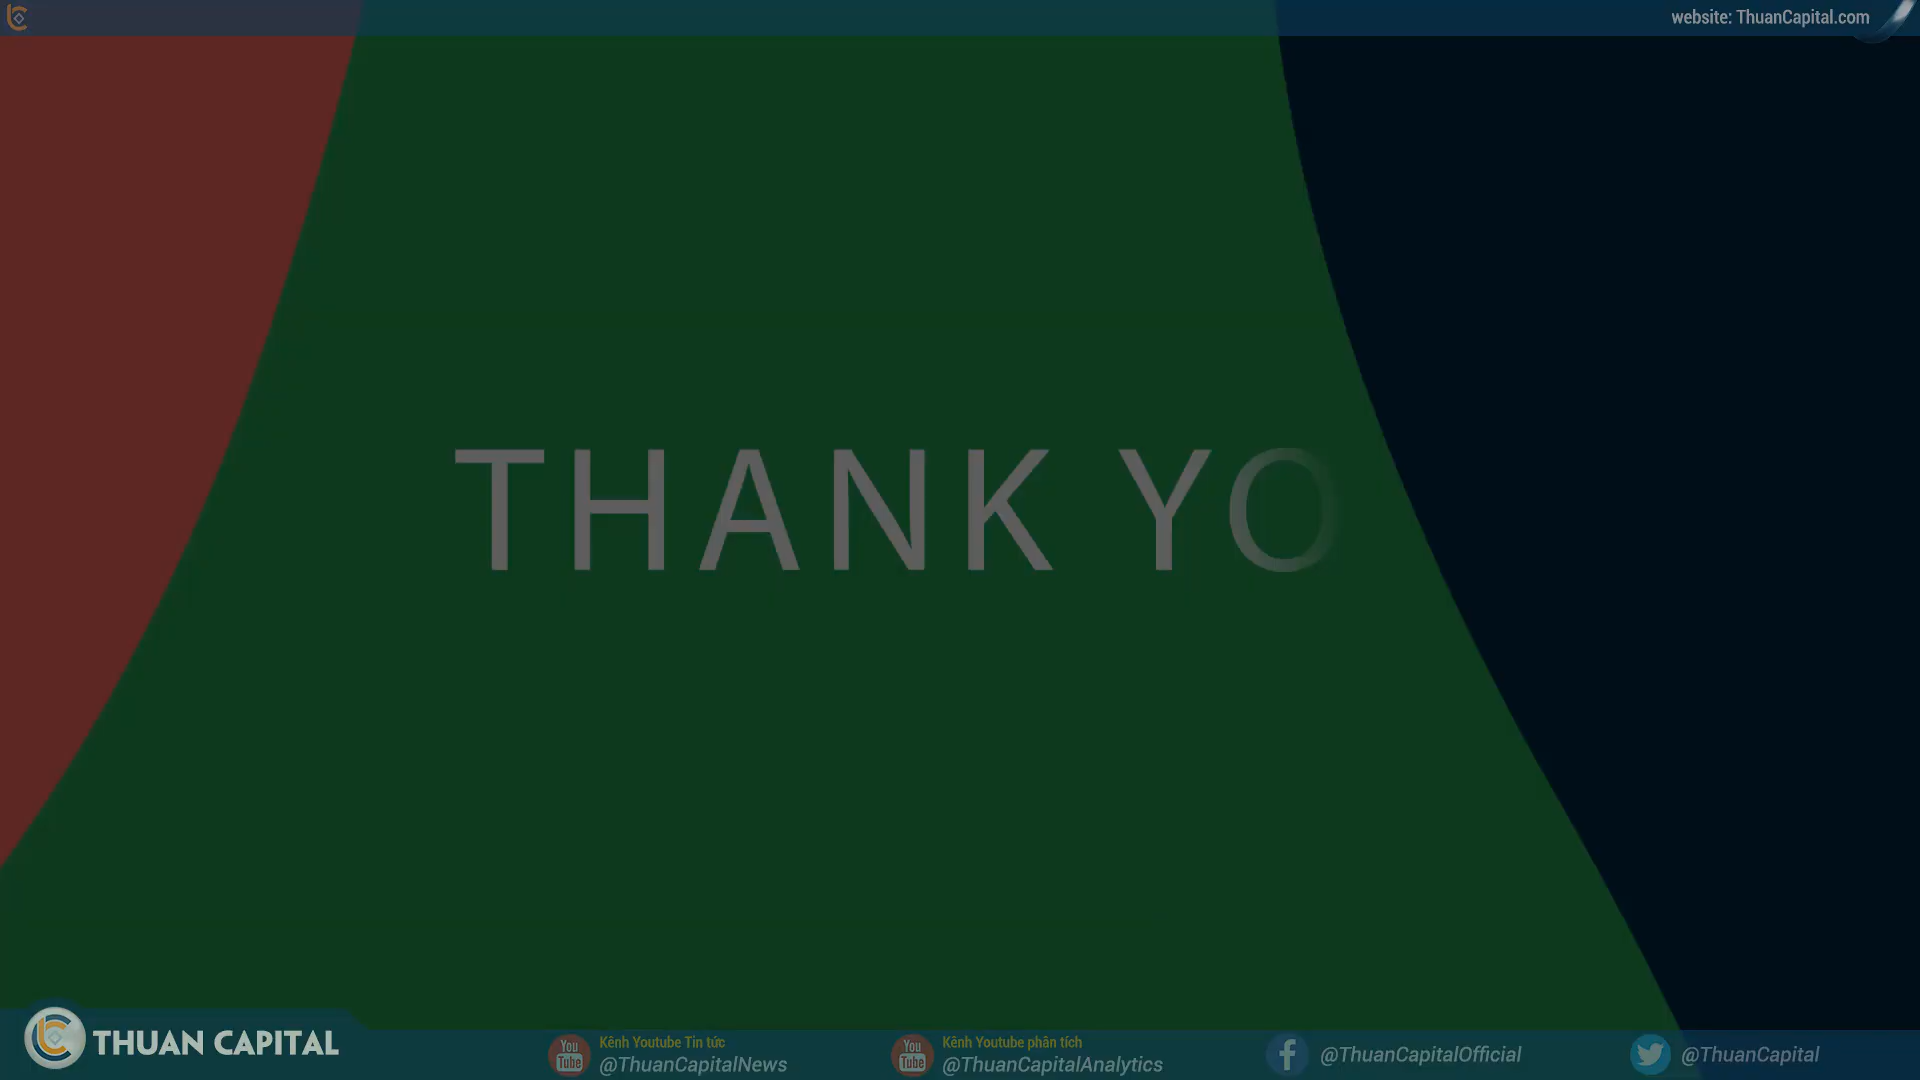 website: ThuanCapital.com
THANK YO
THUAN CAPITAL
You Tube
Kênh Youtube Tin tức
@ThuanCapitalNews
You Tube
Kênh Youtube phân tích
@ThuanCapitalAnalytics
@ThuanCapitalOfficial
@ThuanCapital